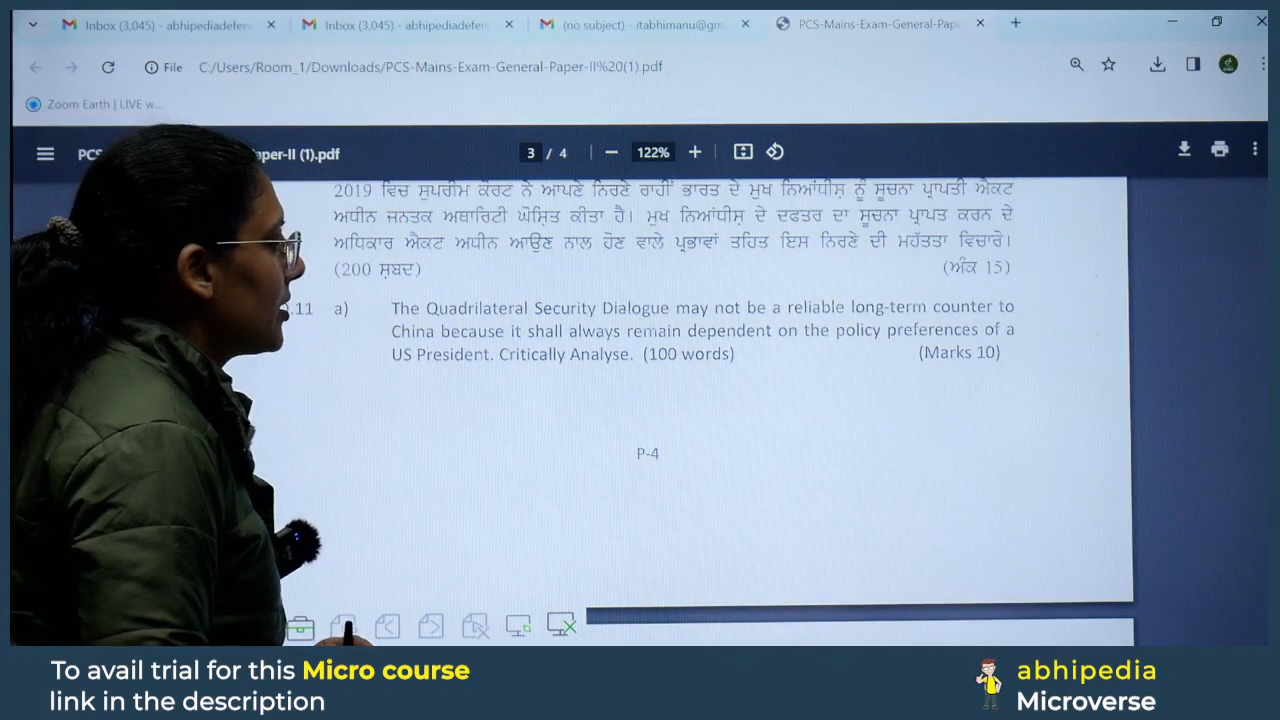 Inbox (3,045) - abhipediadefen
Inbox (3,045) - abhipediadefen
(no subject) - itabhimanu@gm
PCS-Mains-Exam-General-Pap
File C:/Users/Room_1/Downloads/PCS-Mains-Exam-General-Paper-II%20(1).pdf
Zoom Earth | LIVE w...
PCS
aper-II (1).pdf
3 / 4
122%
2019 ਵਿਚ ਸੁਪਰੀਮ ਕੋਰਟ ਨੇ ਆਪਣੇ ਨਿਰਣੇ ਰਾਹੀਂ ਭਾਰਤ ਦੇ ਮੁਖ ਨਿਆਂਧੀਸ਼ ਨੂੰ ਸੂਚਨਾ ਪ੍ਰਾਪਤੀ ਐਕਟ
ਅਧੀਨ ਜਨਤਕ ਅਥਾਰਿਟੀ ਘੋਸ਼ਿਤ ਕੀਤਾ ਹੈ। ਮੁਖ ਨਿਆਂਧੀਸ਼ ਦੇ ਦਫਤਰ ਦਾ ਸੂਚਨਾ ਪ੍ਰਾਪਤ ਕਰਨ ਦੇ
ਅਧਿਕਾਰ ਐਕਟ ਅਧੀਨ ਆਉਣ ਨਾਲ ਹੋਣ ਵਾਲੇ ਪ੍ਰਭਾਵਾਂ ਤਹਿਤ ਇਸ ਨਿਰਣੇ ਦੀ ਮਹੱਤਤਾ ਵਿਚਾਰੋ।
(200 ਸ਼ਬਦ) (ਅੰਕ 15)
.11 a) The Quadrilateral Security Dialogue may not be a reliable long-term counter to
China because it shall always remain dependent on the policy preferences of a
US President. Critically Analyse. (100 words) (Marks 10)
P-4
To avail trial for this Micro course
link in the description
abhipedia
Microverse